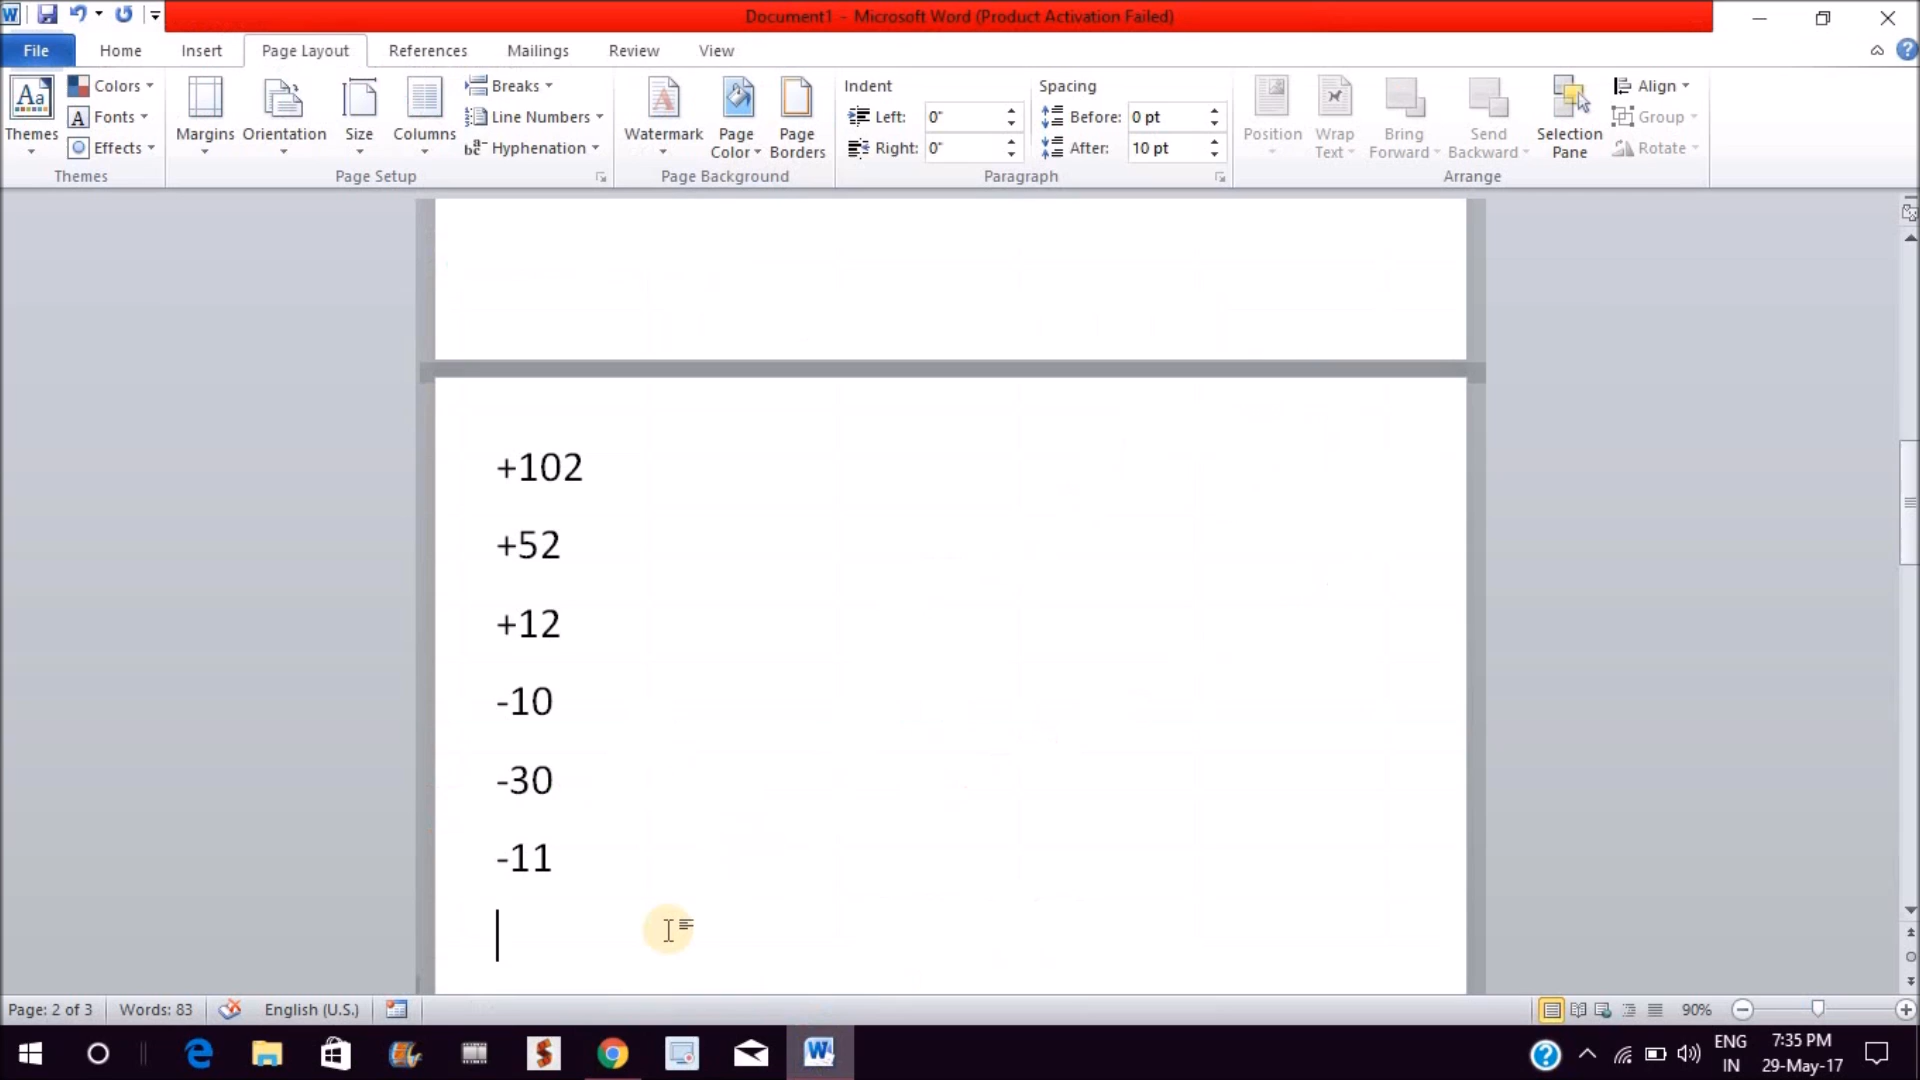 Document1 - Microsoft Word (Product Activation Failed)
File Home Insert Page Layout References Mailings Review View
Themes
Colors
Fonts
Effects
Themes
Margins
Orientation
Size
Columns
Breaks
Line Numbers
Hyphenation
Page Setup
Watermark
Page Color
Page Borders
Page Background
Indent
Left: 0"
Right: 0"
Spacing
Before: 0 pt
After: 10 pt
Paragraph
Position
Wrap Text
Bring Forward
Send Backward
Selection Pane
Align
Group
Rotate
Arrange
+102
+52
+12
-10
-30
-11
Page: 2 of 3 Words: 83 English (U.S.) 90%
ENG
IN
7:35 PM
29-May-17